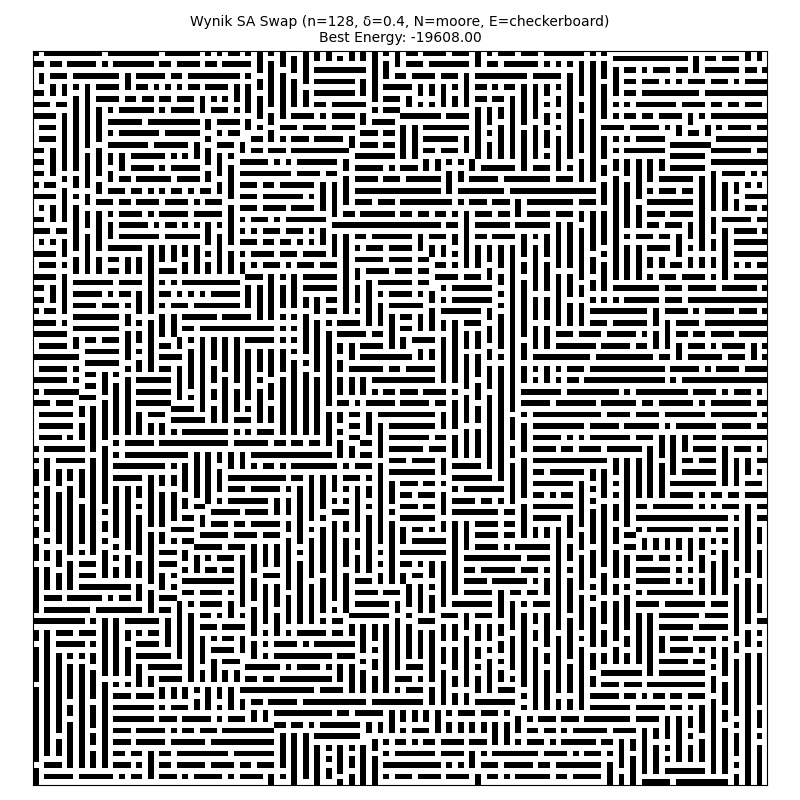 Wynik SA Swap (n=128, δ=0.4, N=moore, E=checkerboard)
Best Energy: -19608.00